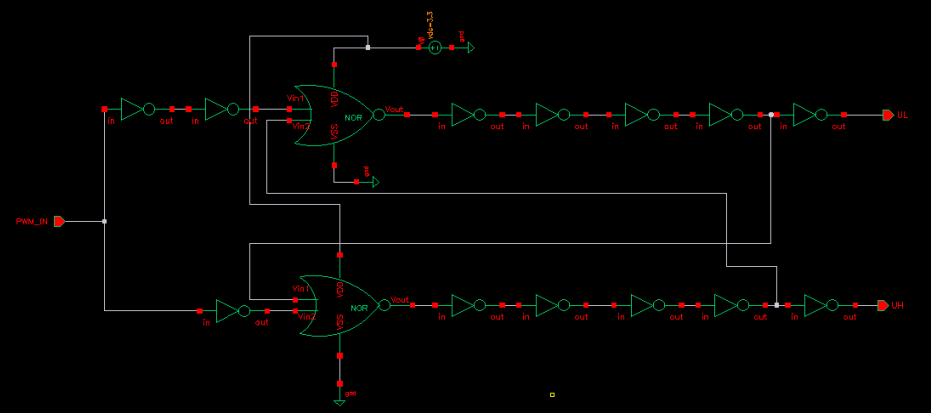 vdc=3.3
gnd
Vin1
VDD
NOR
Vout
in
out
in
out
in
out
in
out
in
out
in
out
in
out
UL
Vin2
VSS
gnd
PWM_IN
Vin1
VDD
NOR
Vout
in
out
in
out
in
out
in
out
in
out
in
out
UH
Vin2
VSS
gnd